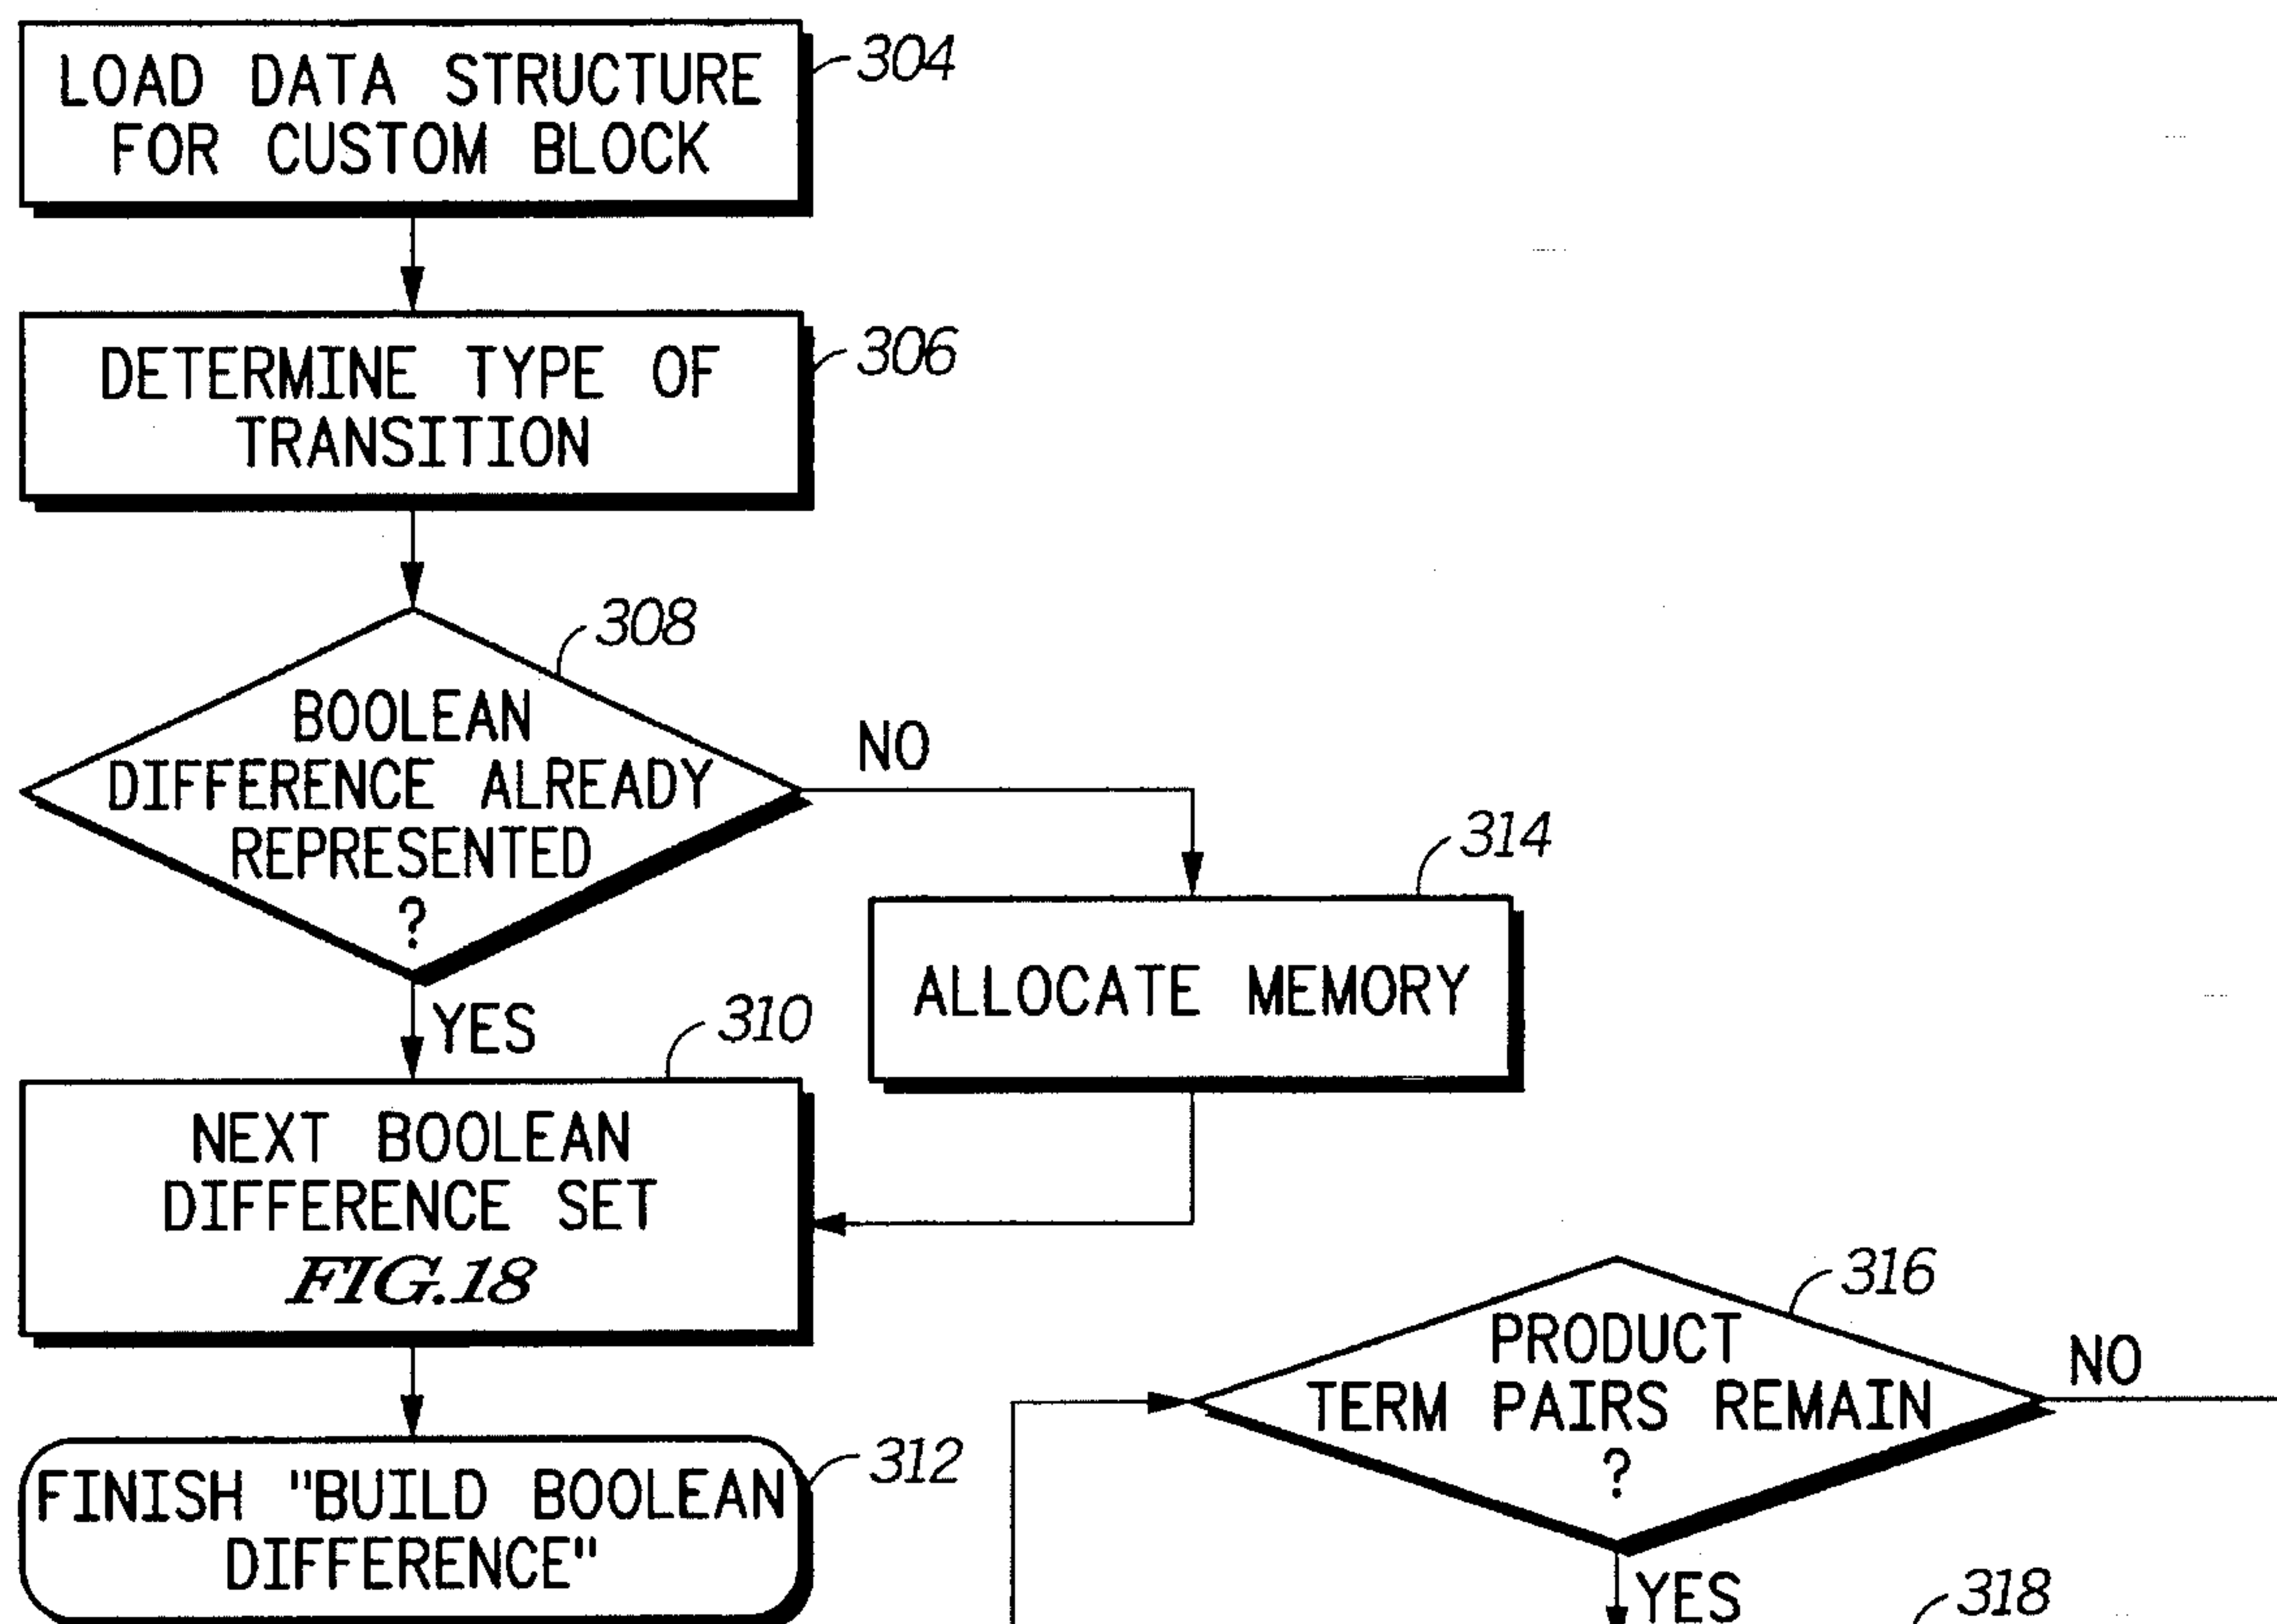 LOAD DATA STRUCTURE
FOR CUSTOM BLOCK
304
DETERMINE TYPE OF
TRANSITION
306
308
BOOLEAN
DIFFERENCE ALREADY
REPRESENTED
?
NO
YES
314
ALLOCATE MEMORY
310
NEXT BOOLEAN
DIFFERENCE SET
FIG.18
312
FINISH "BUILD BOOLEAN
DIFFERENCE"
316
PRODUCT
TERM PAIRS REMAIN
?
NO
YES
318